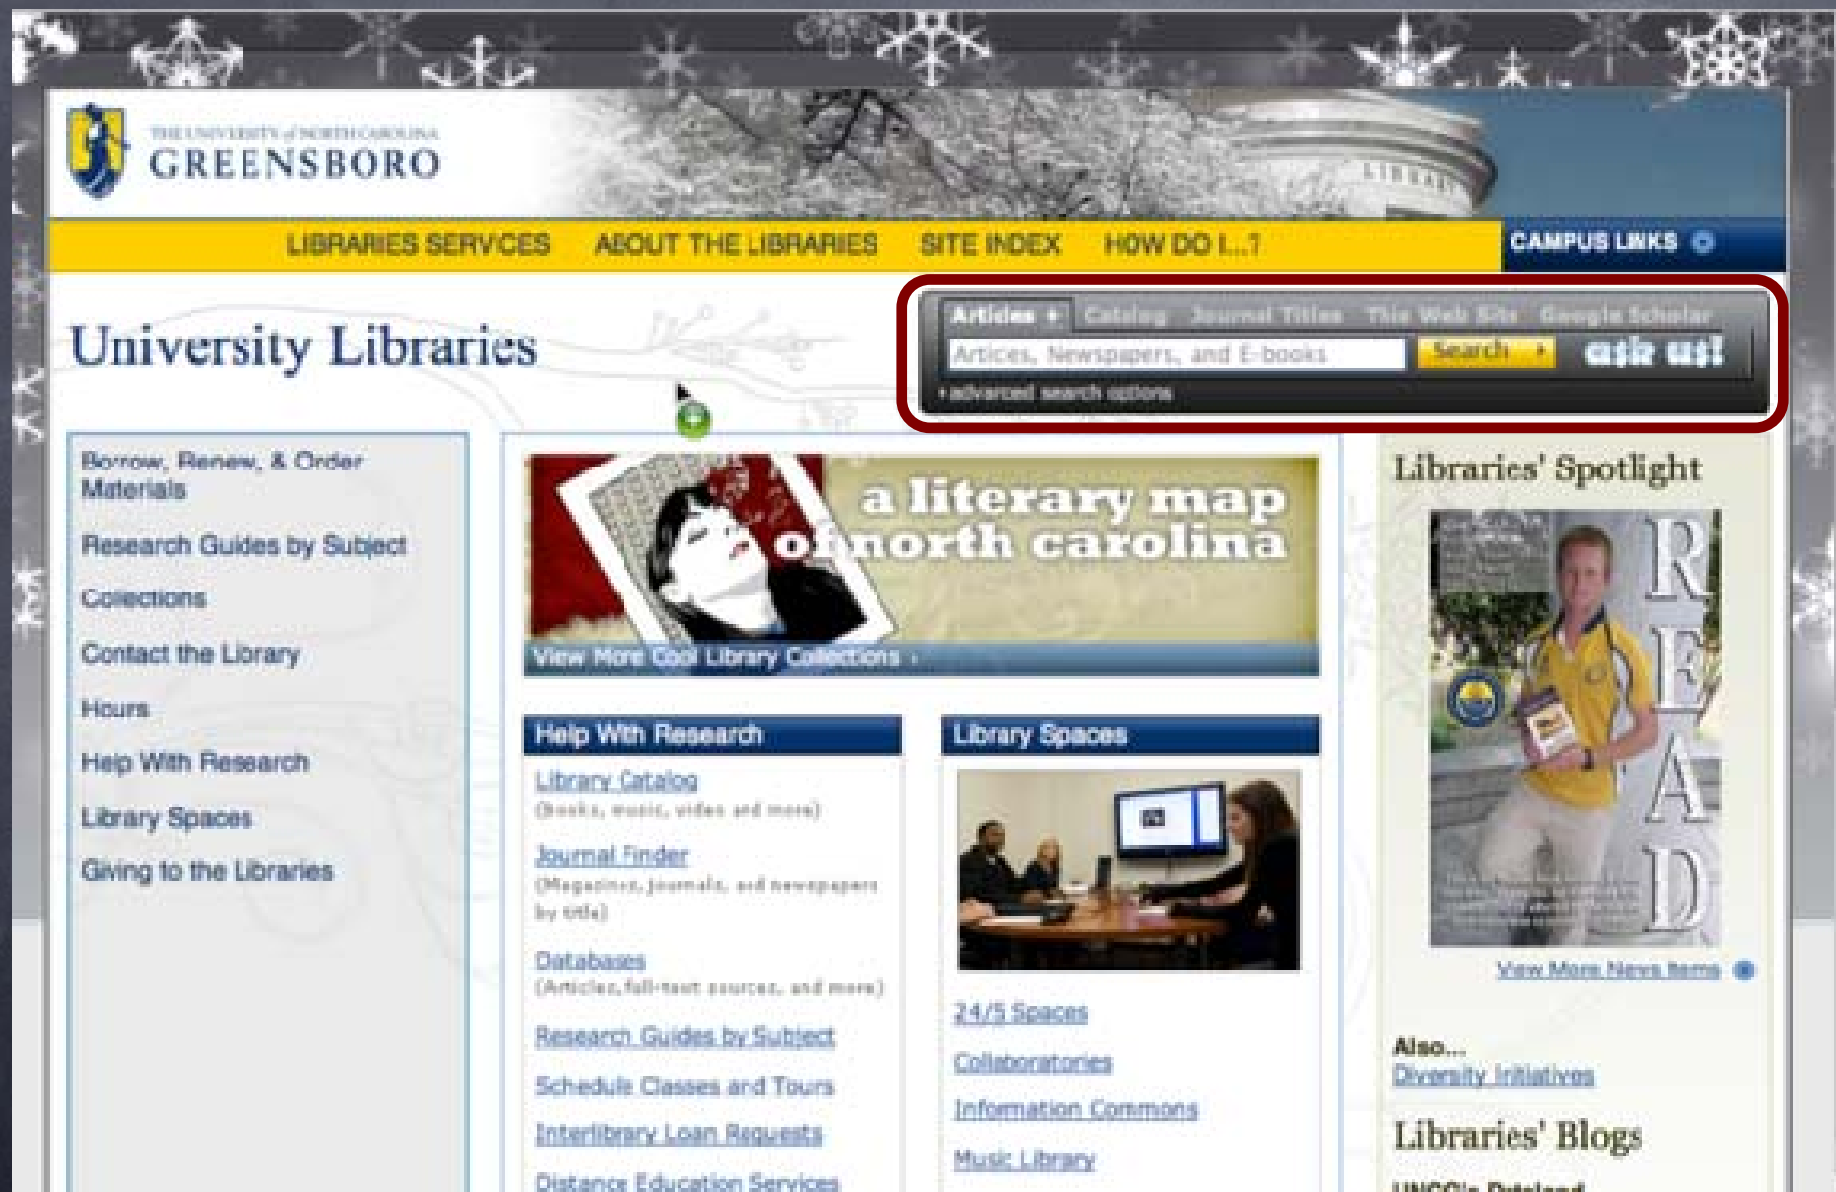 THE UNIVERSITY of NORTH CAROLINA
GREENSBORO
LIBRARY
LIBRARIES SERVCES ABOUT THE LIBRARIES SITE INDEX HOW DO I...?
CAMPUS LINKS
University Libraries
Articles Catalog Journal Titles This Web Site Google Scholar
Artices, Newspapers, and E-books
Search
ask us!
advanced search options
Borrow, Renew, & Order
Materials
Research Guides by Subject
Collections
Contact the Library
Hours
Help With Research
Library Spaces
Giving to the Libraries
a literary map
of north carolina
View More Cool Library Collections
Help With Research
Library Catalog
(books, music, video and more)
Journal Finder
(Magazines, journals, and newspapers
by title)
Databases
(Articles, full-text sources, and more)
Research Guides by Subject
Schedule Classes and Tours
Interlibrary Loan Requests
Distance Education Services
Library Spaces
24/5 Spaces
Collaboratories
Information Commons
Music Library
Libraries' Spotlight
READ
View More News Items
Also...
Diversity Initiatives
Libraries' Blogs